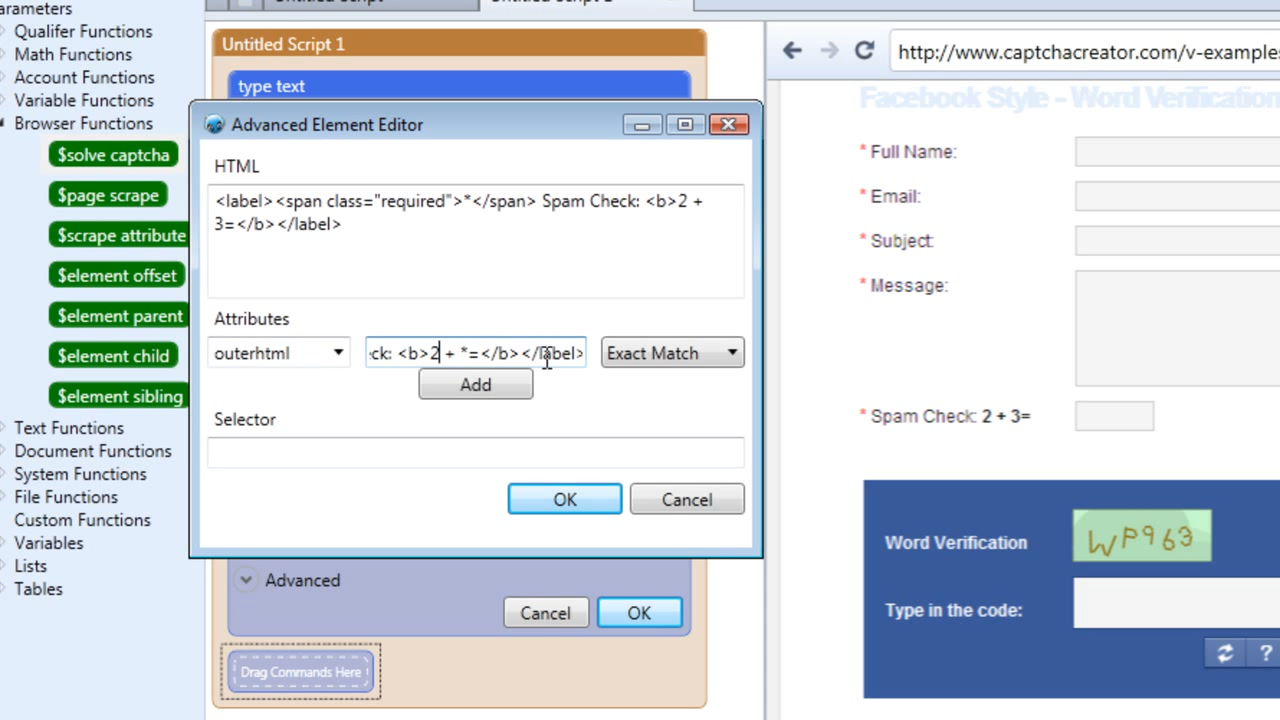 Qualifer Functions
Math Functions
Account Functions
Variable Functions
Browser Functions
$solve captcha
$page scrape
$scrape attribute
$element offset
$element parent
$element child
$element sibling
Text Functions
Document Functions
System Functions
File Functions
Custom Functions
Variables
Lists
Tables
Untitled Script 1
type text
Advanced Element Editor
HTML
<label><span class="required">*</span> Spam Check: <b>2 +
3=</b></label>
Attributes
outerhtml
ck: <b>2 + *=</b></label>
Exact Match
Add
Selector
OK
Cancel
Advanced
Cancel
OK
Drag Commands Here
http://www.captchacreator.com/v-examples
Facebook Style - Word Verification
* Full Name:
* Email:
* Subject:
* Message:
* Spam Check: 2 + 3=
Word Verification
WP963
Type in the code:
?